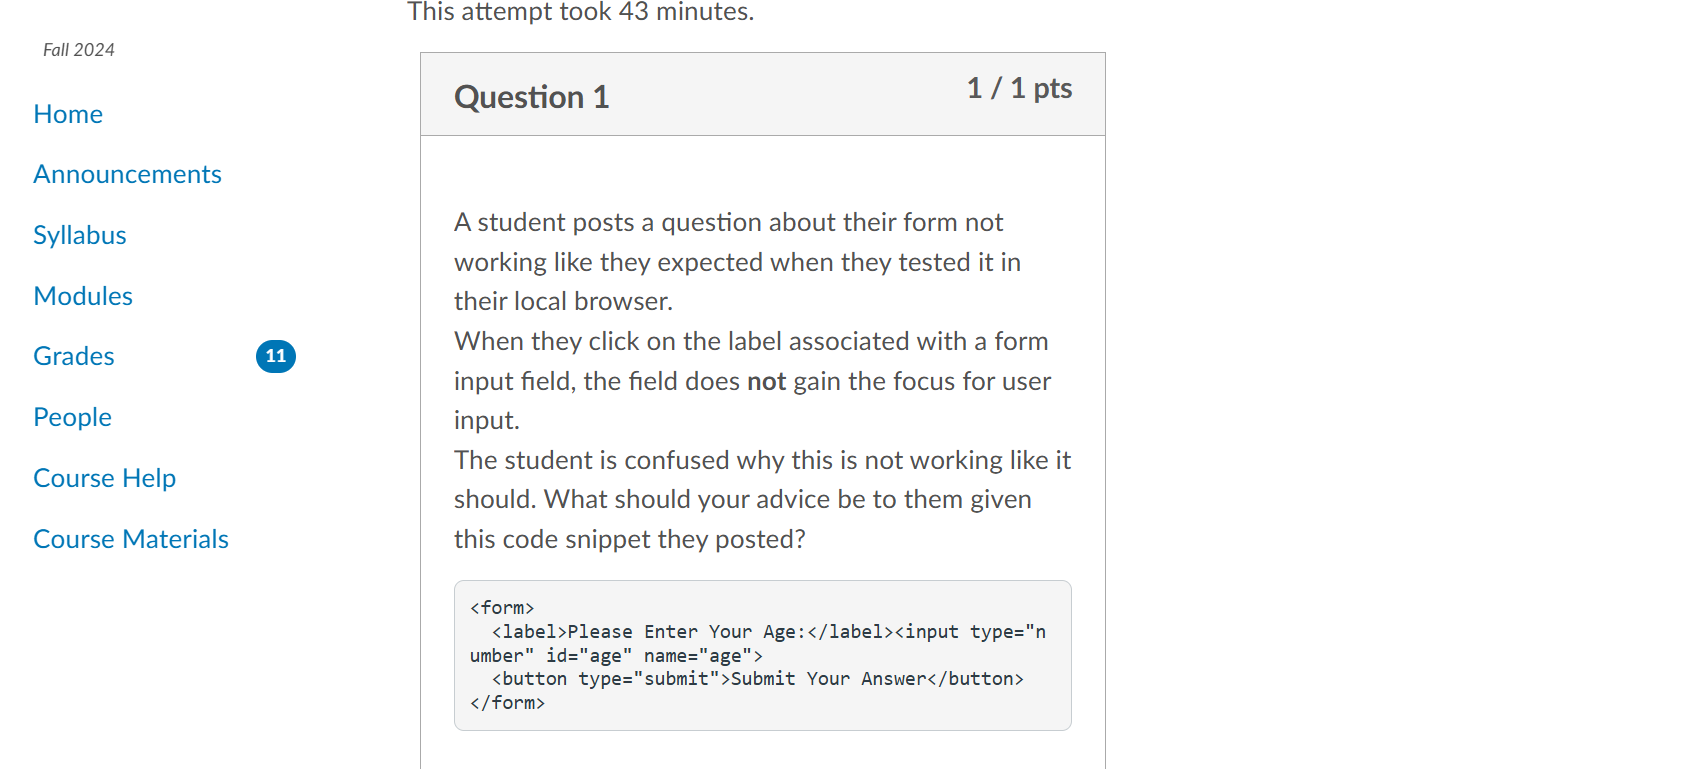 This attempt took 43 minutes.
Fall 2024
Home
Announcements
Syllabus
Modules
Grades
11
People
Course Help
Course Materials
Question 1
1 / 1 pts
A student posts a question about their form not
working like they expected when they tested it in
their local browser.
When they click on the label associated with a form
input field, the field does not gain the focus for user
input.
The student is confused why this is not working like it
should. What should your advice be to them given
this code snippet they posted?
<form>
  <label>Please Enter Your Age:</label><input type="n
umber" id="age" name="age">
  <button type="submit">Submit Your Answer</button>
</form>